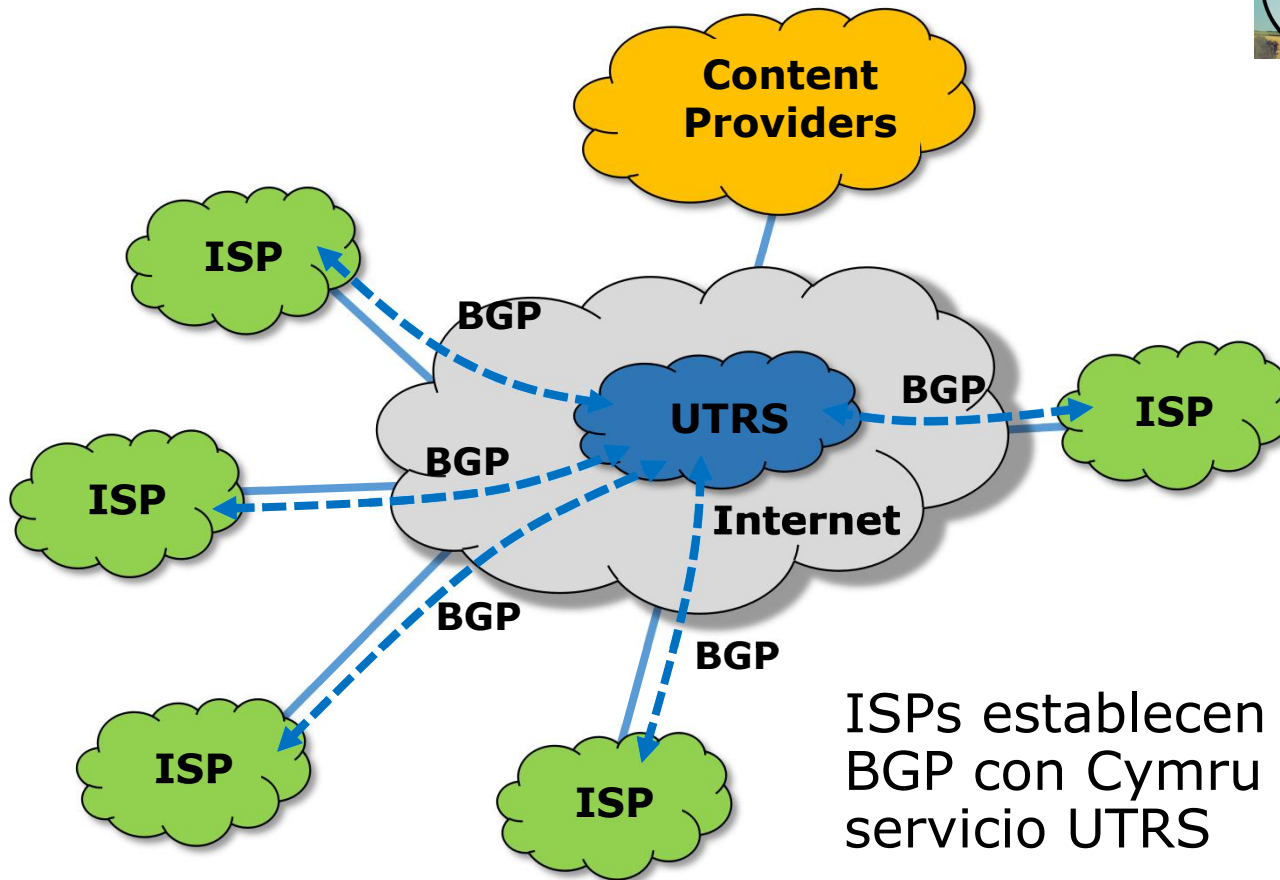 Content
Providers
ISP
BGP
UTRS
BGP
ISP
BGP
ISP
Internet
BGP
BGP
ISP
ISP
ISPs establecen
BGP con Cymru
servicio UTRS